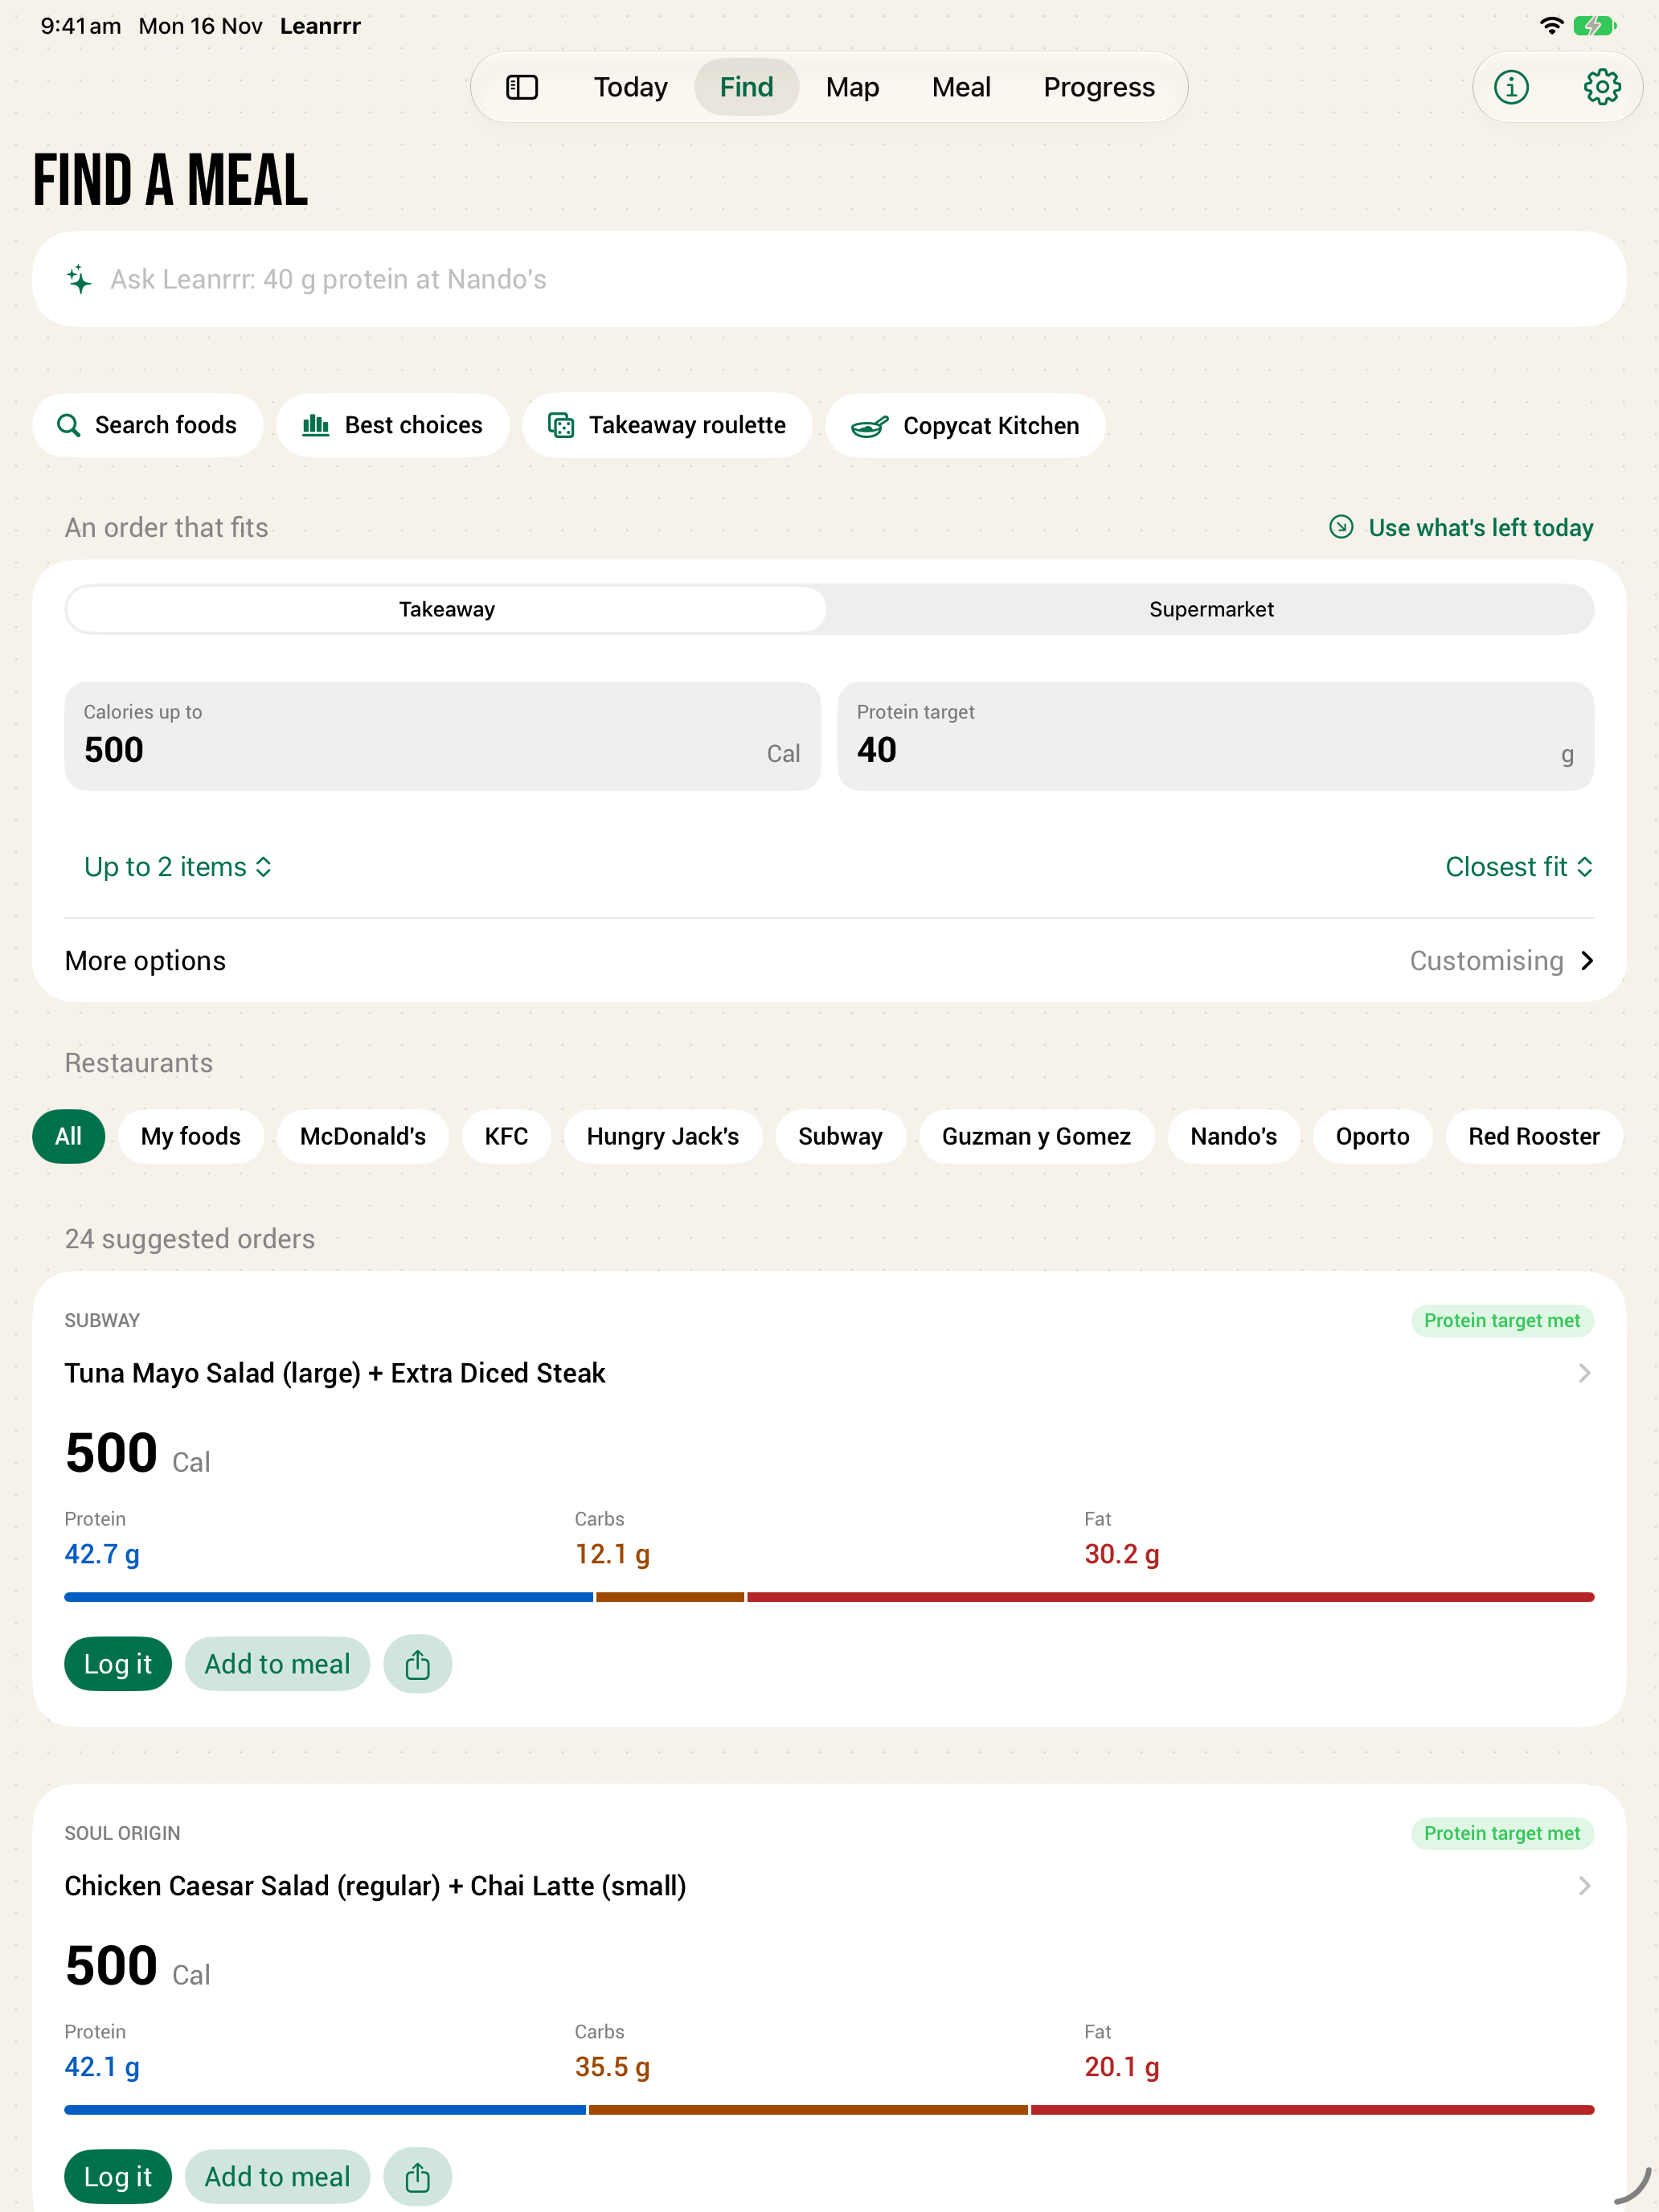 9:41 am Mon 16 Nov Leanrrr
Today Find Map Meal Progress
FIND A MEAL
Ask Leanrrr: 40 g protein at Nando's
Search foods Best choices Takeaway roulette Copycat Kitchen
An order that fits Use what's left today
Takeaway Supermarket
Calories up to Protein target
500 Cal 40 g
Up to 2 items Closest fit
More options Customising
Restaurants
All My foods McDonald's KFC Hungry Jack's Subway Guzman y Gomez Nando's Oporto Red Rooster
24 suggested orders
SUBWAY Protein target met
Tuna Mayo Salad (large) + Extra Diced Steak
500 Cal
Protein Carbs Fat
42.7 g 12.1 g 30.2 g
Log it Add to meal
SOUL ORIGIN Protein target met
Chicken Caesar Salad (regular) + Chai Latte (small)
500 Cal
Protein Carbs Fat
42.1 g 35.5 g 20.1 g
Log it Add to meal